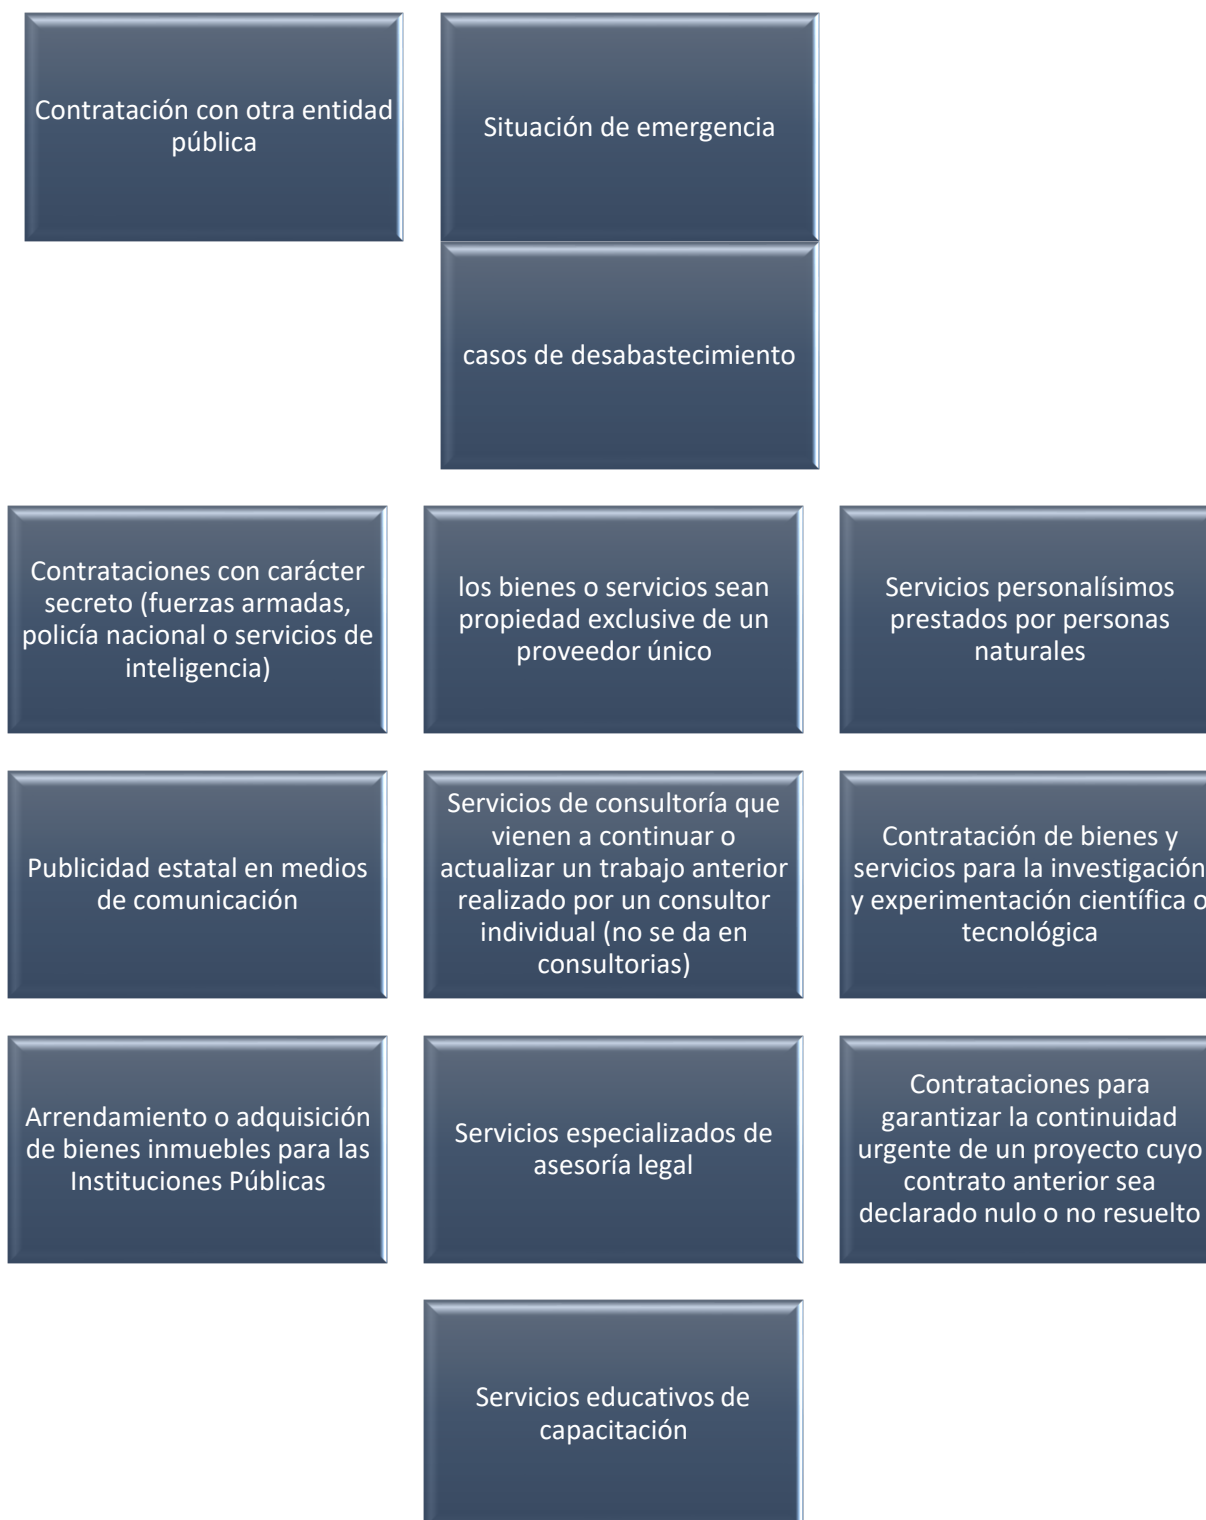 Contratación con otra entidad
pública
Situación de emergencia
casos de desabastecimiento
Contrataciones con carácter
secreto (fuerzas armadas,
policía nacional o servicios de
inteligencia)
los bienes o servicios sean
propiedad exclusive de un
proveedor único
Servicios personalísimos
prestados por personas
naturales
Publicidad estatal en medios
de comunicación
Servicios de consultoría que
vienen a continuar o
actualizar un trabajo anterior
realizado por un consultor
individual (no se da en
consultorias)
Contratación de bienes y
servicios para la investigación
y experimentación científica o
tecnológica
Arrendamiento o adquisición
de bienes inmuebles para las
Instituciones Públicas
Servicios especializados de
asesoría legal
Contrataciones para
garantizar la continuidad
urgente de un proyecto cuyo
contrato anterior sea
declarado nulo o no resuelto
Servicios educativos de
capacitación